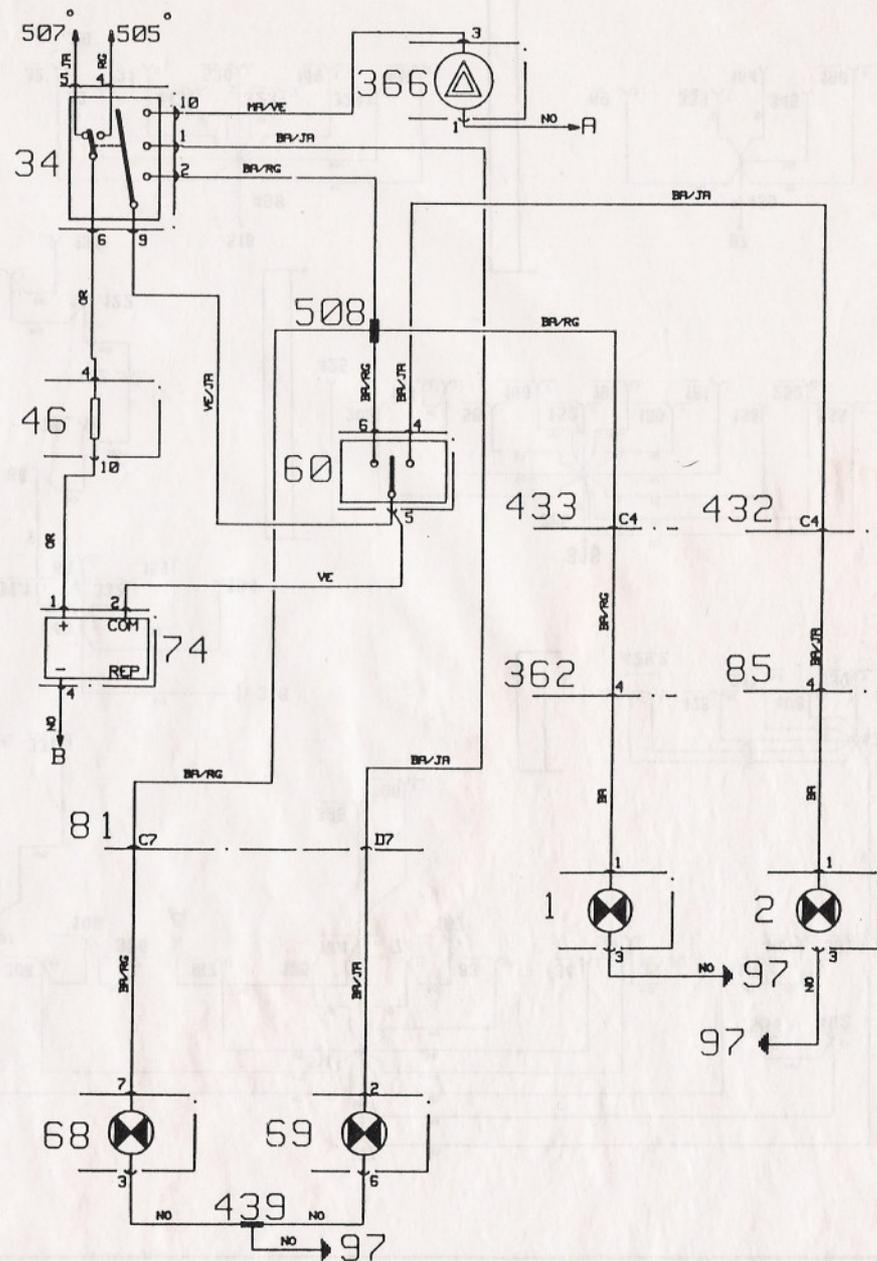 507° 505°
JA RG
5 4
3
366
1 NO A
34
10 MA/VE
1 BA/JA
2 BA/RG
BA/JA
6 9
OR
VE/JA
508
BA/RG
BA/RG BA/JA
4
46
10
6 4
60
5
OR
VE
433 C4
432 C4
BA/RG
BA/JA
1 2
+ COM
74
- REP
4
NO
B
362 4
85 4
BA/RG
BA/JA
BA BA
81 C7 D7
1 1
1 2
3 3
NO 97
NO
97
BA/RG BA/JA
7 2
68 69
3 6
NO 439 NO
NO 97